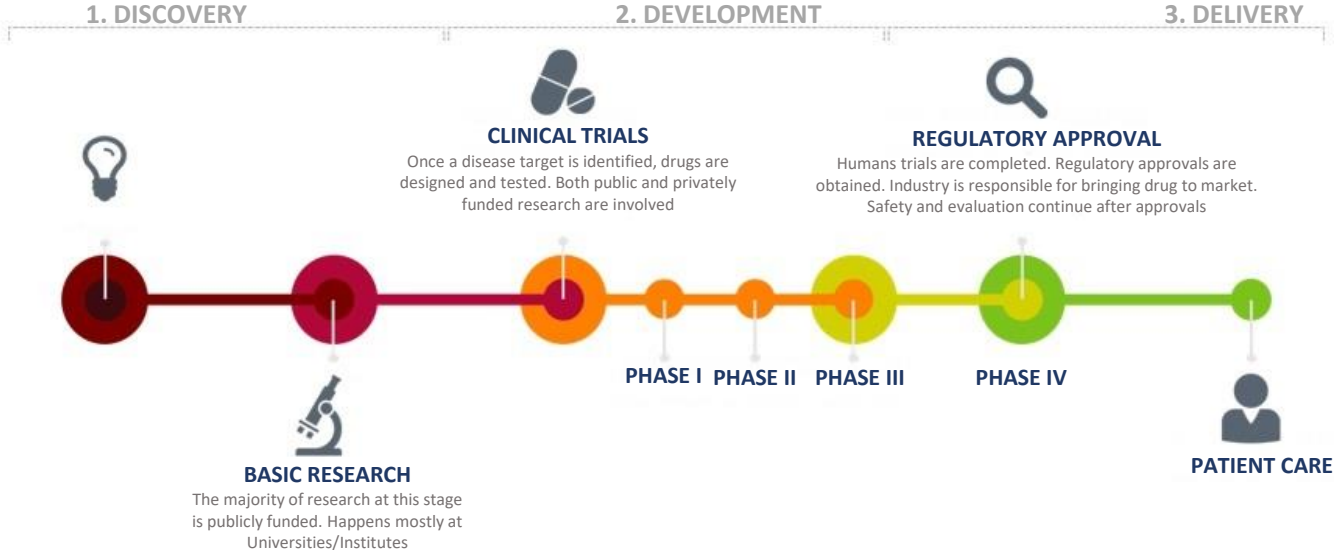 1. DISCOVERY
2. DEVELOPMENT
3. DELIVERY
CLINICAL TRIALS
Once a disease target is identified, drugs are
designed and tested. Both public and privately
funded research are involved
REGULATORY APPROVAL
Humans trials are completed. Regulatory approvals are
obtained. Industry is responsible for bringing drug to market.
Safety and evaluation continue after approvals
PHASE I
PHASE II
PHASE III
PHASE IV
BASIC RESEARCH
The majority of research at this stage
is publicly funded. Happens mostly at
Universities/Institutes
PATIENT CARE